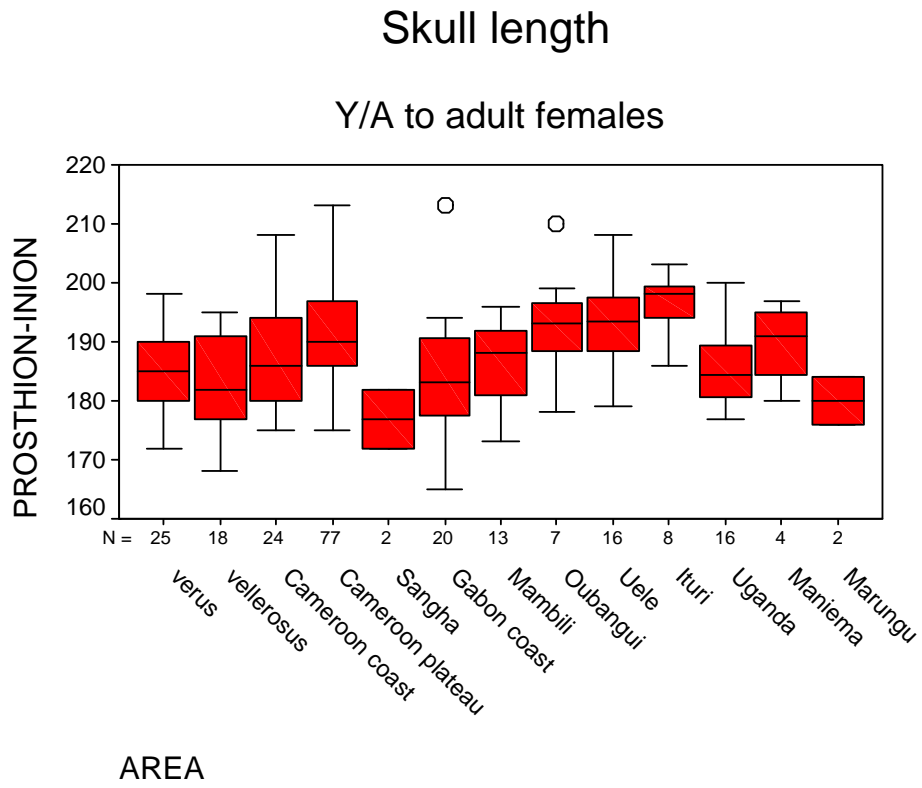 Skull length
Y/A to adult females
PROSTHION-INION
220
210
200
190
180
170
160
N = 25 18 24 77 2 20 13 7 16 8 16 4 2
verus
vellerosus
Cameroon coast
Cameroon plateau
Sangha
Gabon coast
Mambili
Oubangui
Uele
Ituri
Uganda
Maniema
Marungu
AREA